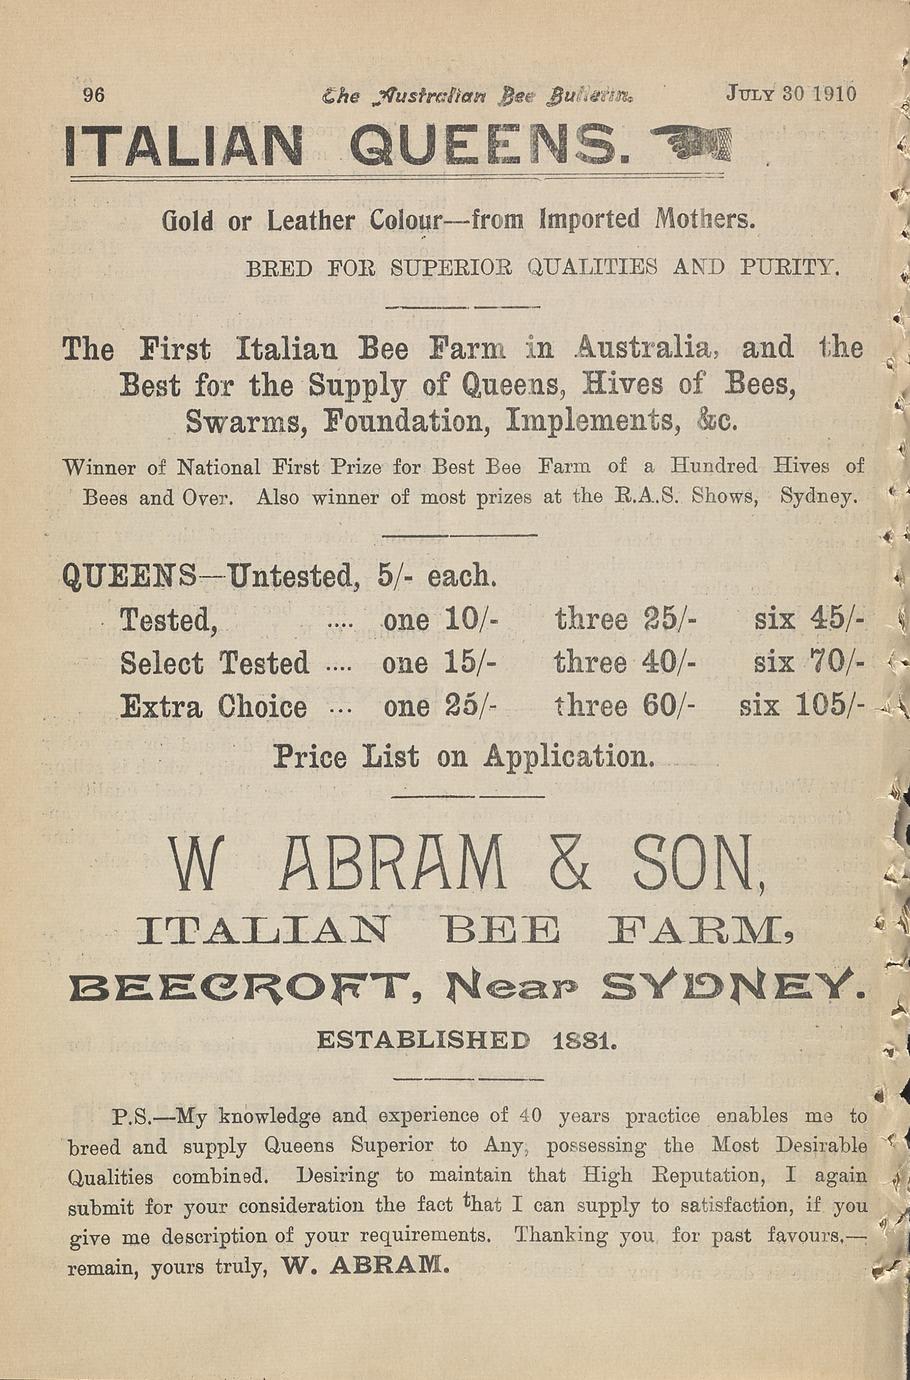 96 The Australian Bee Bulletin. JULY 30 1910
ITALIAN QUEENS.
Gold or Leather Colour—from Imported Mothers.
BRED FOR SUPERIOR QUALITIES AND PURITY.
The First Italian Bee Farm in Australia, and the
Best for the Supply of Queens, Hives of Bees,
Swarms, Foundation, Implements, &c.
Winner of National First Prize for Best Bee Farm of a Hundred Hives of
Bees and Over. Also winner of most prizes at the R.A.S. Shows, Sydney.
QUEENS—Untested, 5/- each.
Tested, .... one 10/- three 25/- six 45/-
Select Tested .... one 15/- three 40/- six 70/-
Extra Choice ... one 25/- three 60/- six 105/-
Price List on Application.
W ABRAM & SON,
ITALIAN BEE FARM,
BEECROFT, Near SYDNEY.
ESTABLISHED 1881.
P.S.—My knowledge and experience of 40 years practice enables me to
breed and supply Queens Superior to Any, possessing the Most Desirable
Qualities combined. Desiring to maintain that High Reputation, I again
submit for your consideration the fact that I can supply to satisfaction, if you
give me description of your requirements. Thanking you for past favours.—
remain, yours truly, W. ABRAM.